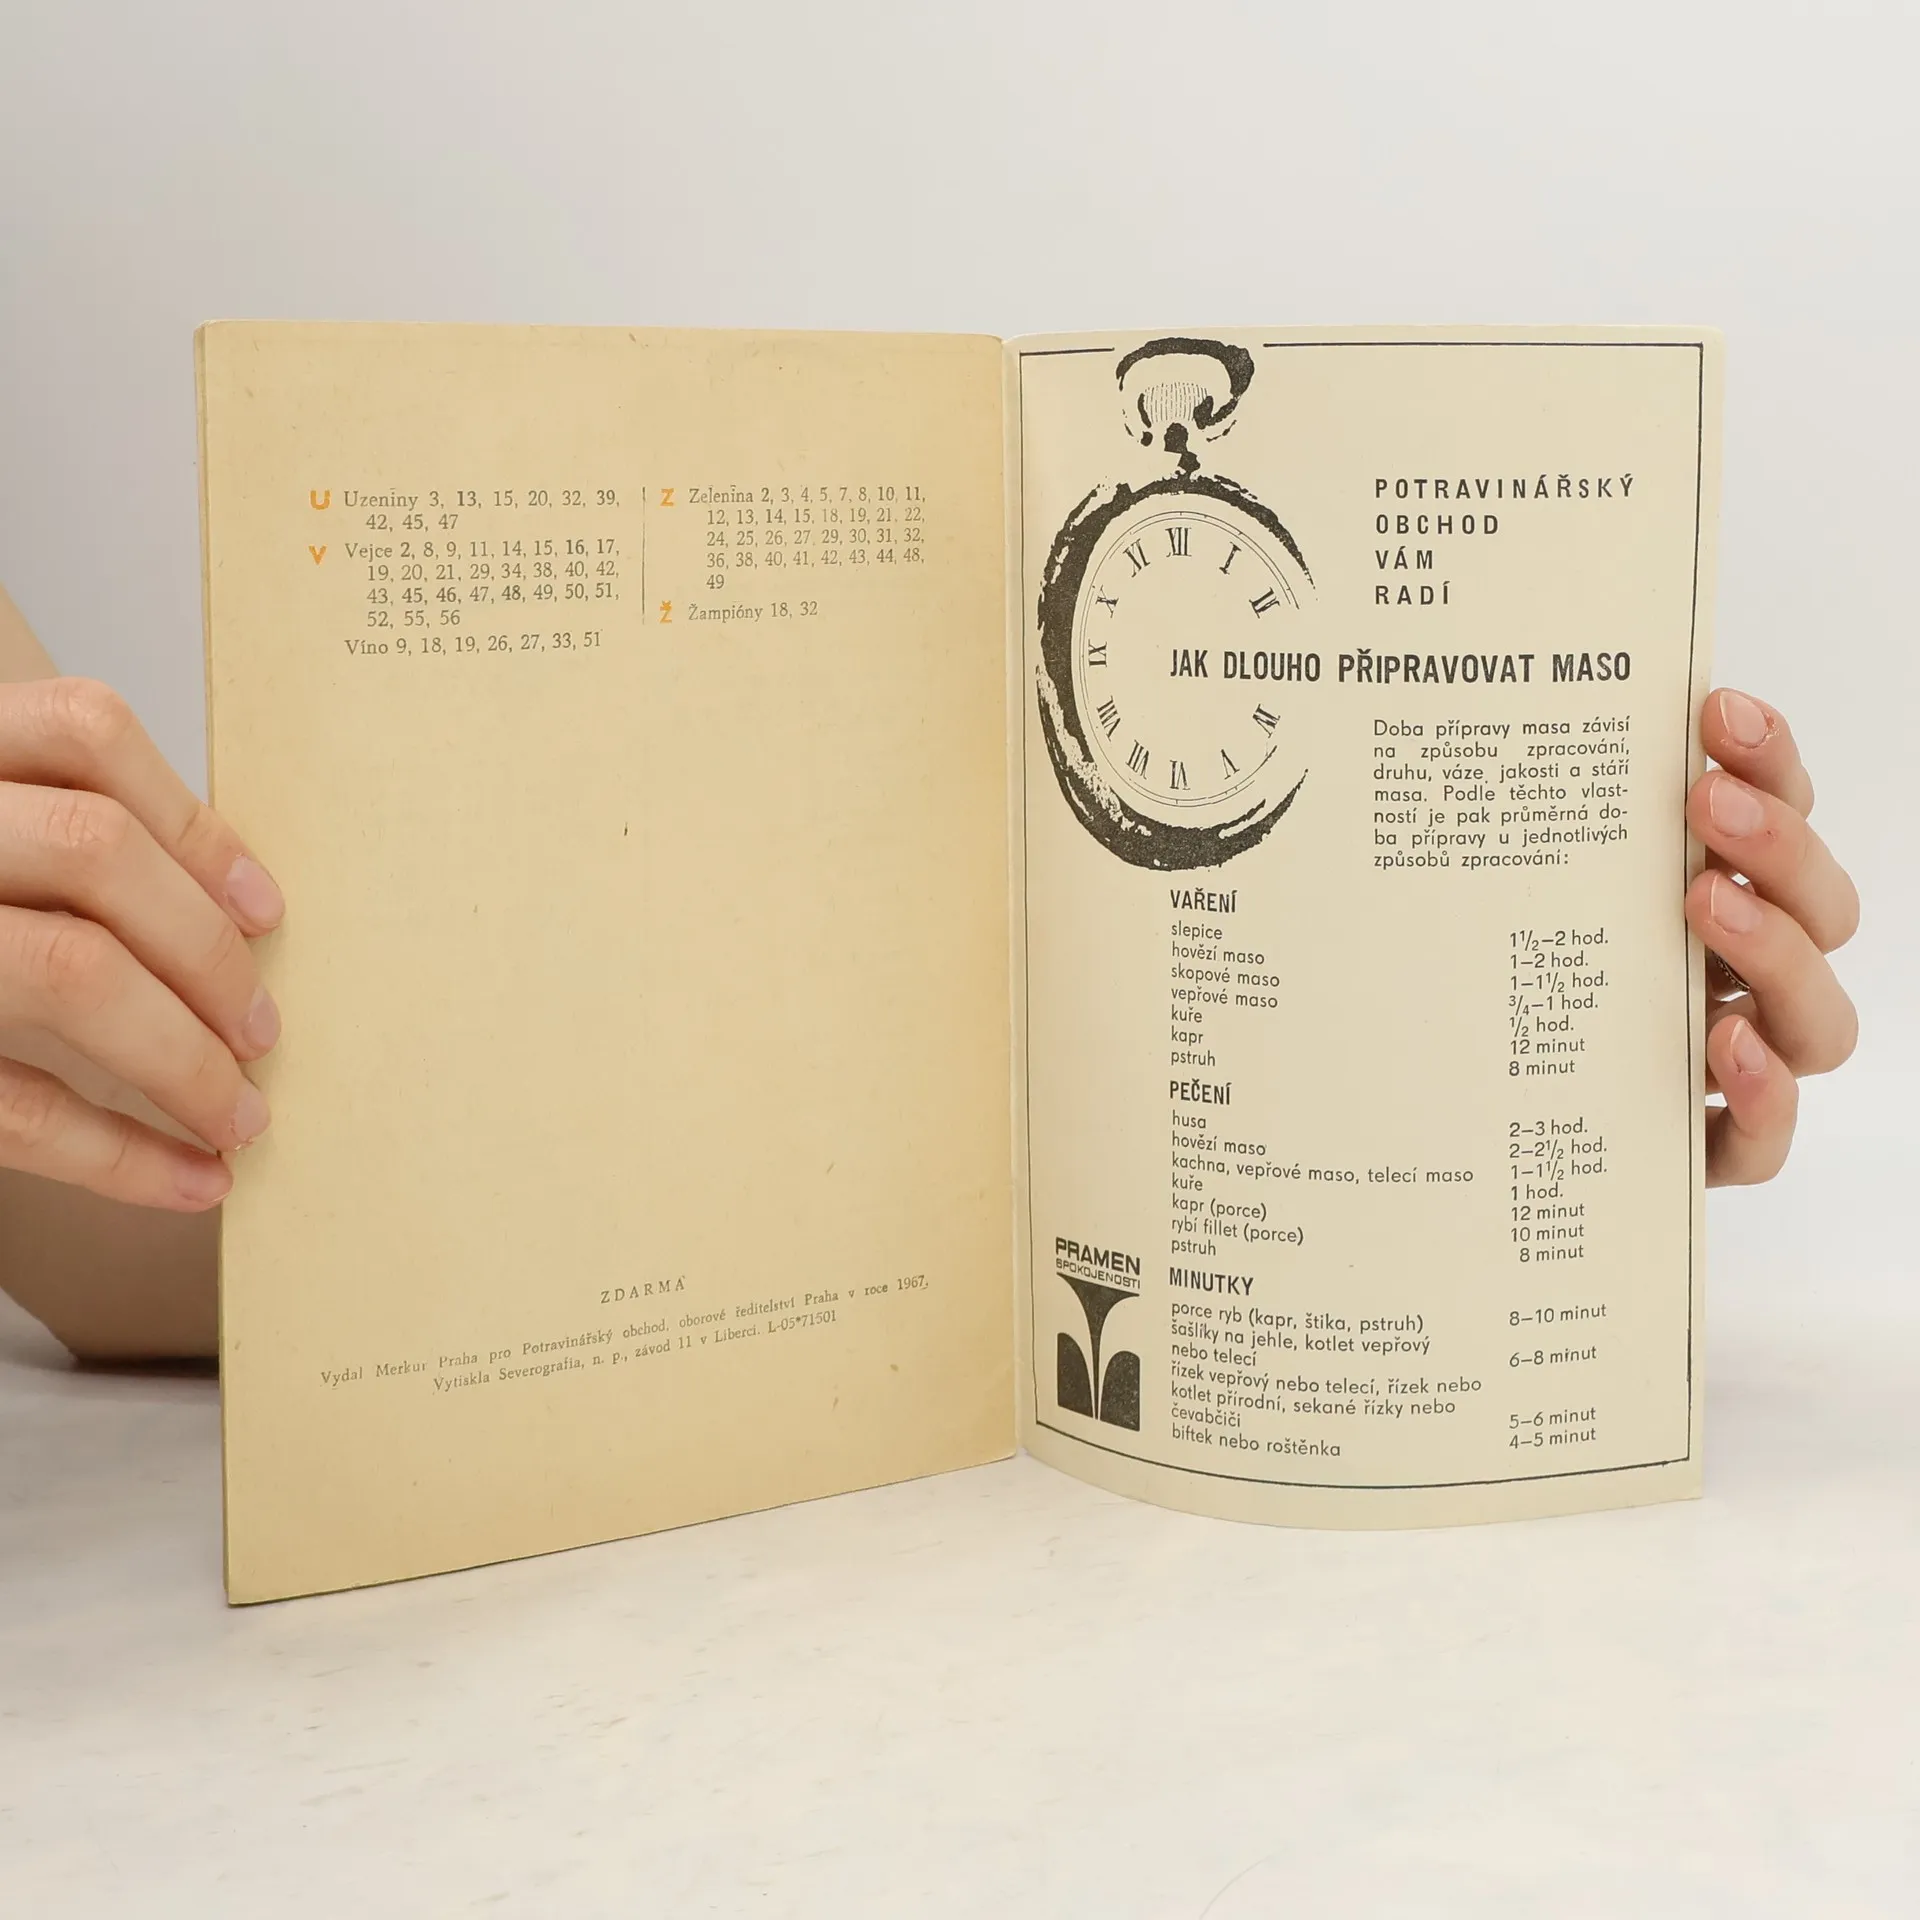 U Uzeniny 3, 13, 15, 20, 32, 39,
42, 45, 47
V Vejce 2, 8, 9, 11, 14, 15, 16, 17,
19, 20, 21, 29, 34, 38, 40, 42,
43, 45, 46, 47, 48, 49, 50, 51,
52, 55, 56
Víno 9, 18, 19, 26, 27, 33, 51
Z Zelenina 2, 3, 4, 5, 7, 8, 10, 11,
12, 13, 14, 15, 18, 19, 21, 22,
24, 25, 26, 27, 29, 30, 31, 32,
36, 38, 40, 41, 42, 43, 44, 48,
49
Ž Žampióny 18, 32
ZDARMA
Vydal Merkur Praha pro Potravinářský obchod, oborové ředitelství Praha v roce 1967.
Vytiskla Severografia, n. p., závod 11 v Liberci. L-05*71501
XII I II IV V VI VII VIII IX X XI
POTRAVINÁŘSKÝ
OBCHOD
VÁM
RADÍ
JAK DLOUHO PŘIPRAVOVAT MASO
Doba přípravy masa závisí
na způsobu zpracování,
druhu, váze, jakosti a stáří
masa. Podle těchto vlast-
ností je pak průměrná do-
ba přípravy u jednotlivých
způsobů zpracování:
VAŘENÍ
slepice 1½–2 hod.
hovězí maso 1–2 hod.
skopové maso 1–1½ hod.
vepřové maso ¾–1 hod.
kuře ½ hod.
kapr 12 minut
pstruh 8 minut
PEČENÍ
husa 2–3 hod.
hovězí maso 2–2½ hod.
kachna, vepřové maso, telecí maso 1–1½ hod.
kuře 1 hod.
kapr (porce) 12 minut
rybí fillet (porce) 10 minut
pstruh 8 minut
MINUTKY
porce ryb (kapr, štika, pstruh) 8–10 minut
šašlíky na jehle, kotlet vepřový
nebo telecí 6–8 minut
řízek vepřový nebo telecí, řízek nebo
kotlet přírodní, sekané řízky nebo
čevabčiči 5–6 minut
biftek nebo roštěnka 4–5 minut
PRAMEN
SPOKOJENOSTI